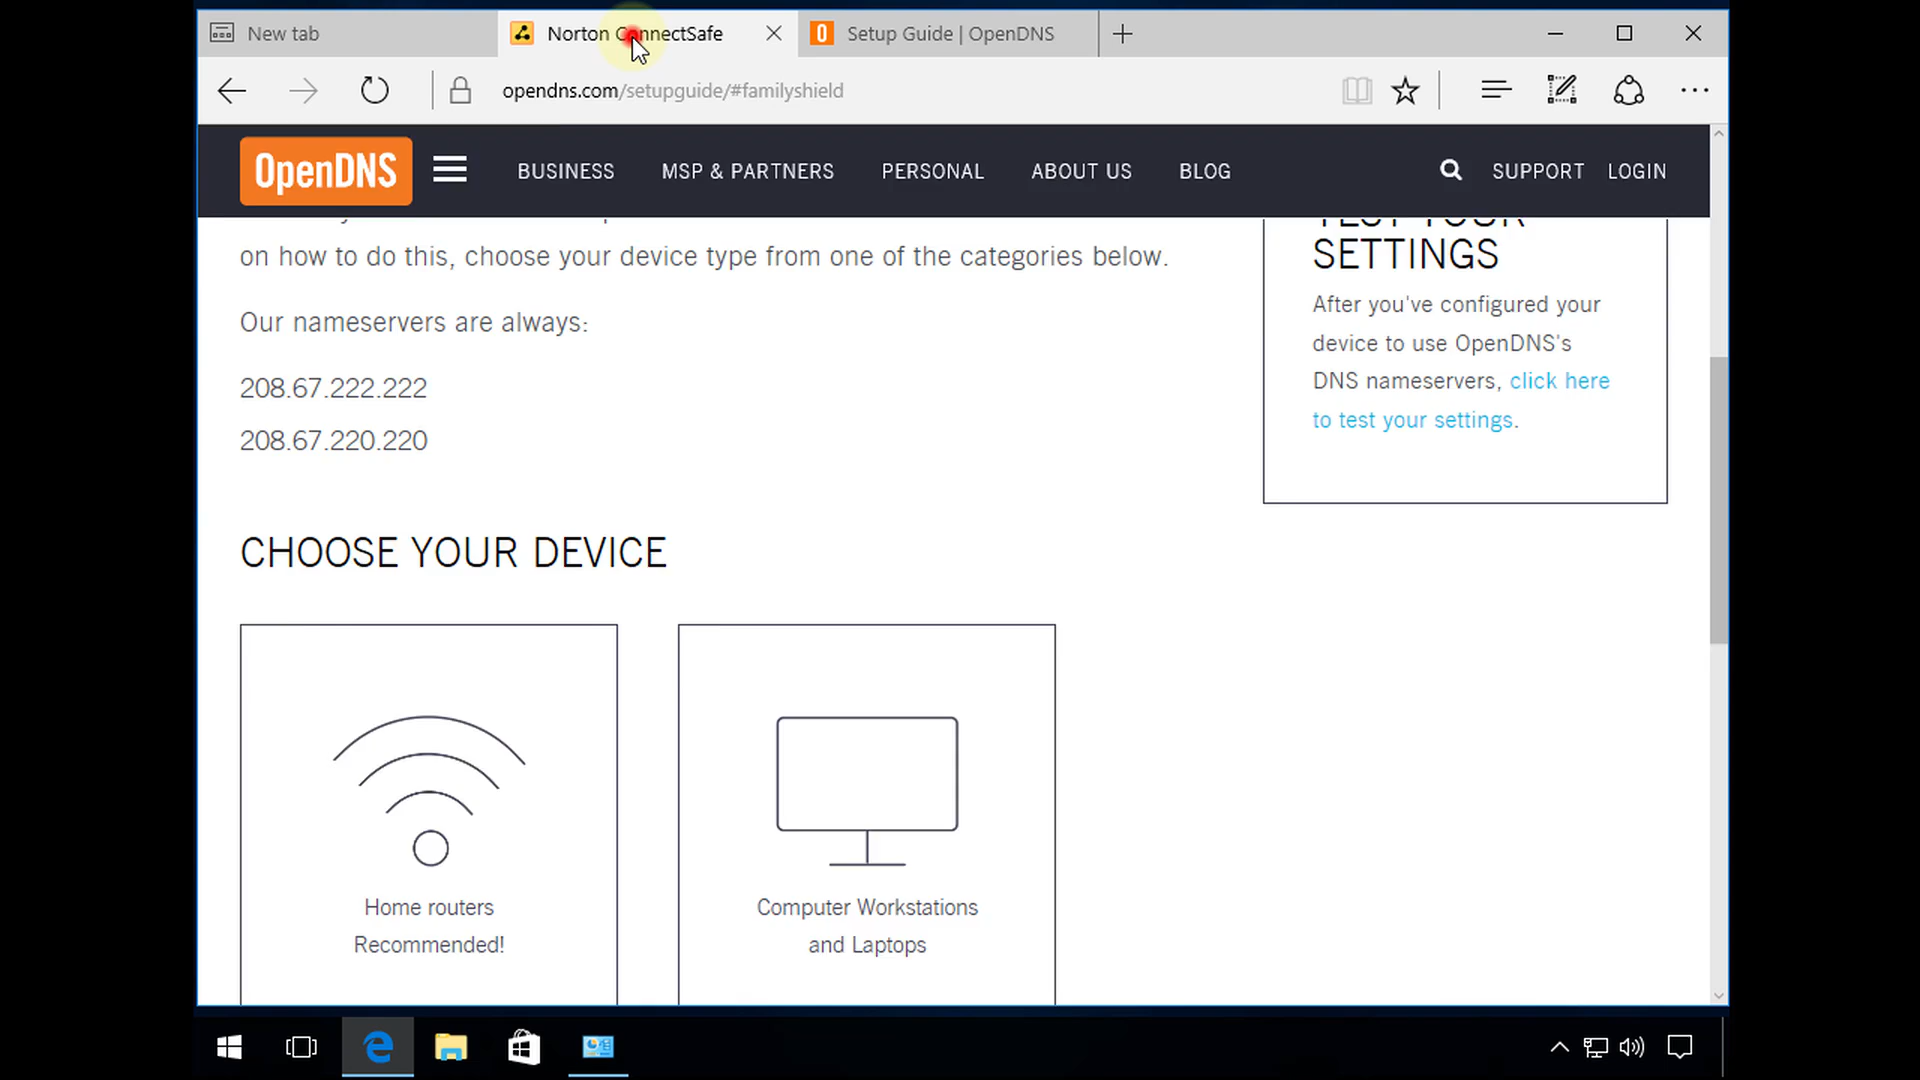 New tab
Norton ConnectSafe
Setup Guide | OpenDNS
opendns.com/setupguide/#familyshield
OpenDNS
BUSINESS
MSP & PARTNERS
PERSONAL
ABOUT US
BLOG
SUPPORT
LOGIN
on how to do this, choose your device type from one of the categories below.
Our nameservers are always:
208.67.222.222
208.67.220.220
TEST YOUR
SETTINGS
After you've configured your
device to use OpenDNS's
DNS nameservers, click here
to test your settings.
CHOOSE YOUR DEVICE
Home routers
Recommended!
Computer Workstations
and Laptops